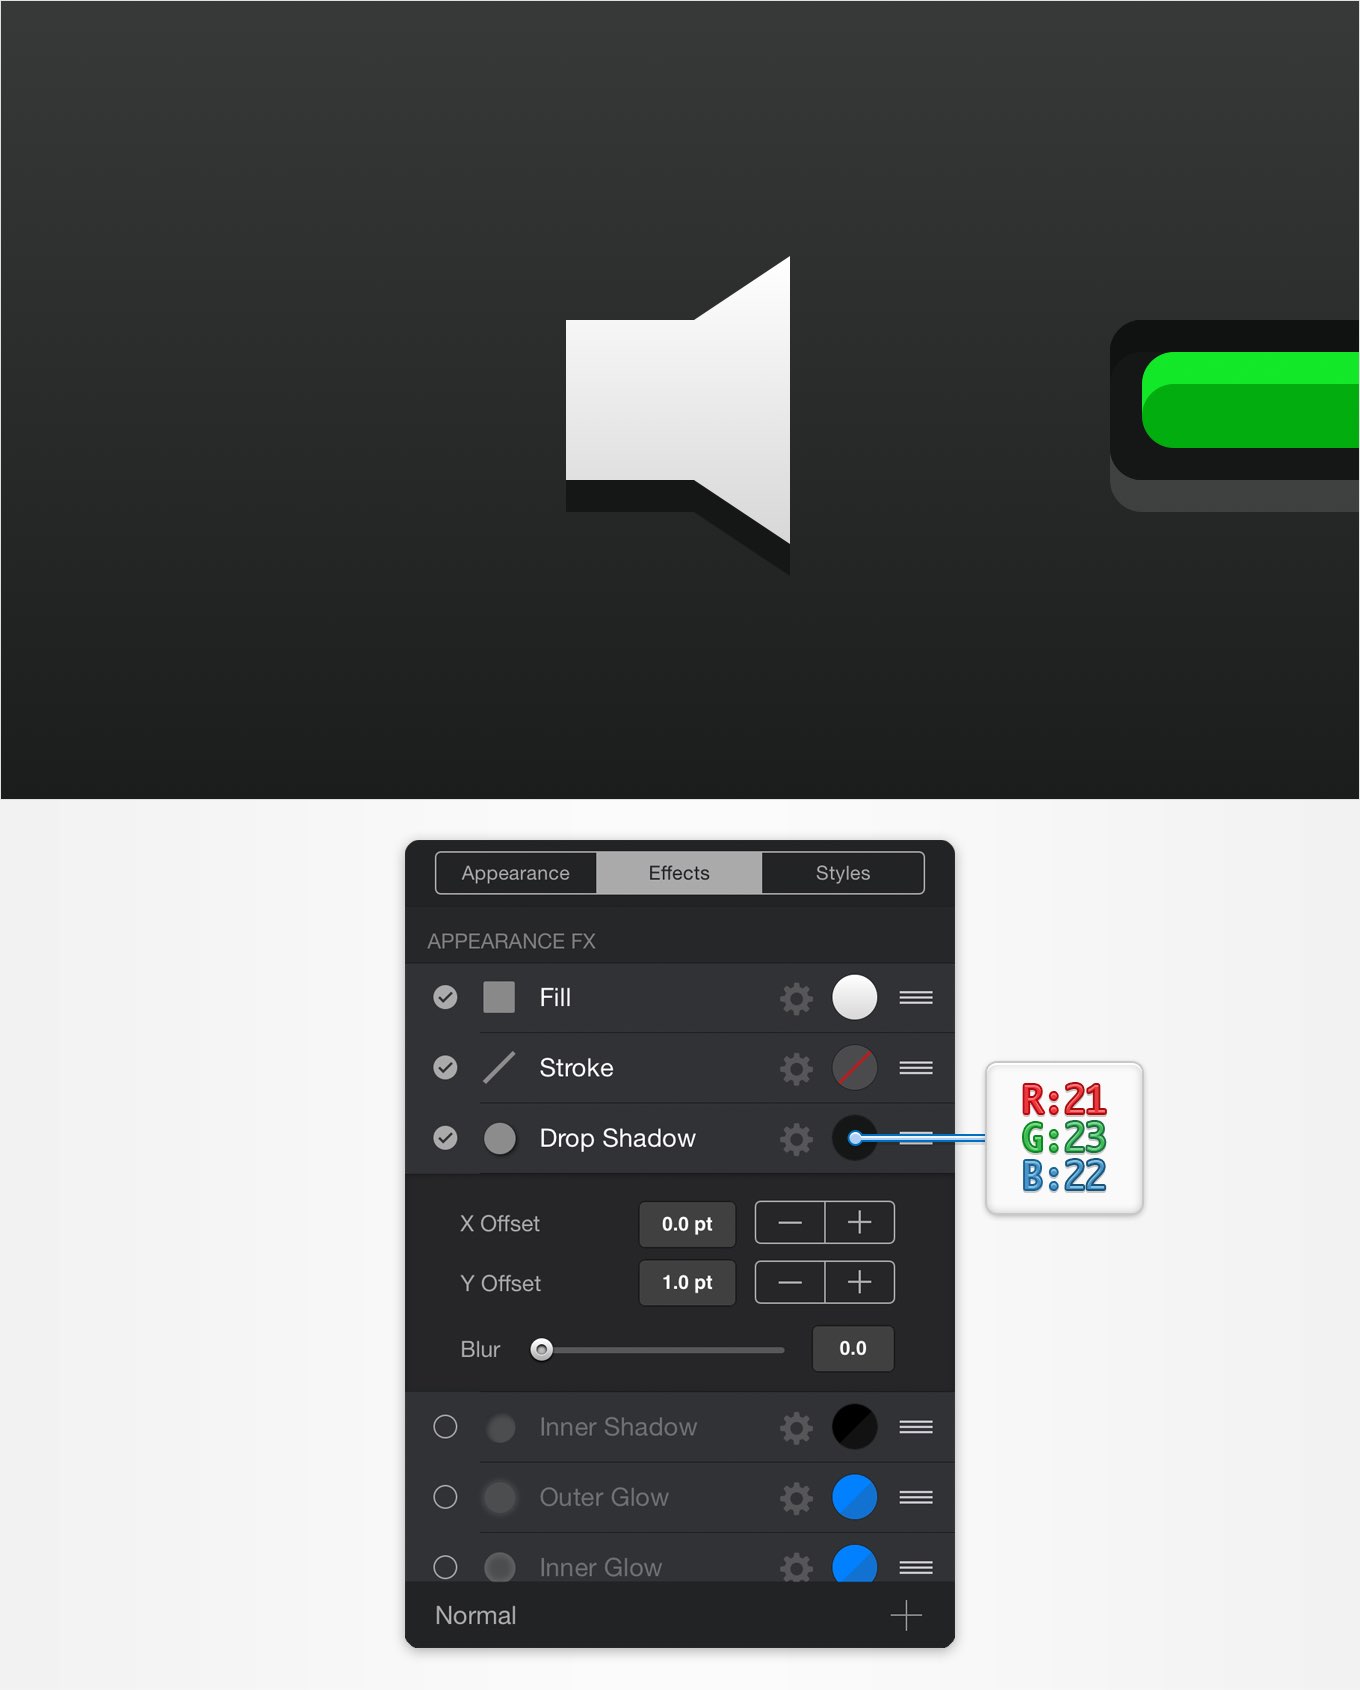 Appearance Effects Styles
APPEARANCE FX
Fill
Stroke
Drop Shadow
R:21
G:23
B:22
X Offset 0.0 pt
Y Offset 1.0 pt
Blur 0.0
Inner Shadow
Outer Glow
Inner Glow
Normal